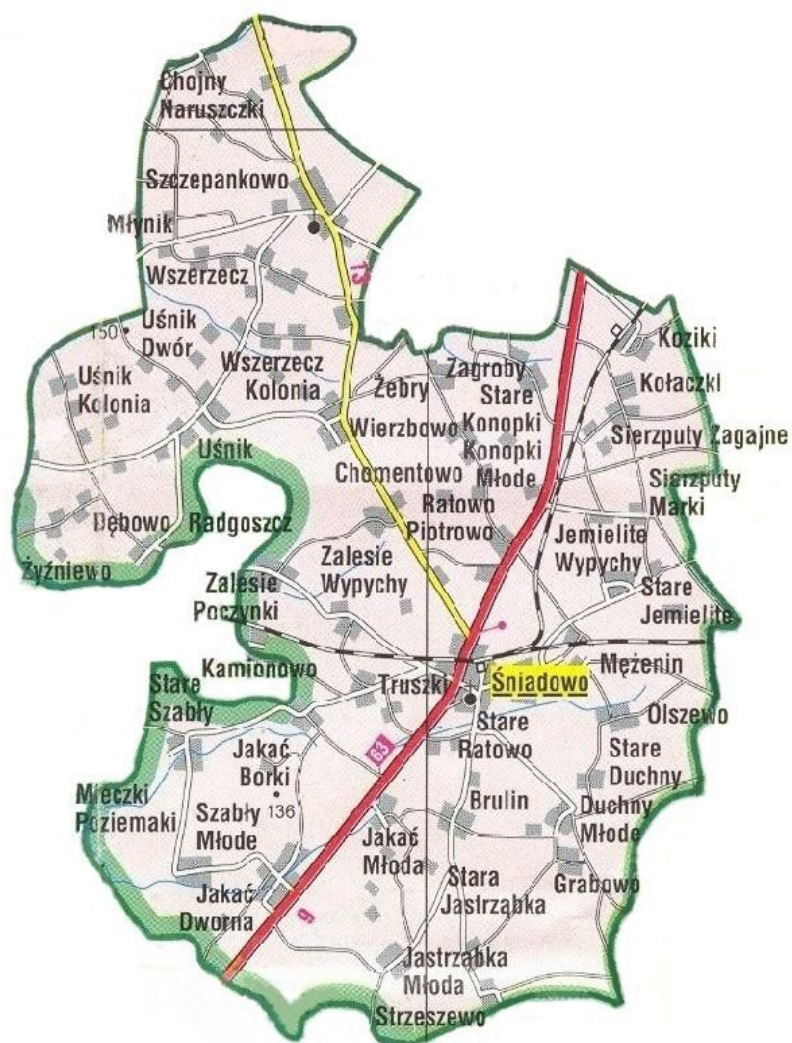 Chojny
Naruszczki
Szczepankowo
Młynik
Wszerzecz
13
150
Uśnik
Dwór
Wszerzecz
Kolonia
Uśnik
Kolonia
Żebry
Zagroby
Stare
Konopki
Konopki
Młode
Koziki
Kołaczki
Wierzbowo
Sierzputy Zagajne
Uśnik
Chomentowo
Sierzputy
Marki
Ratowo
Piotrowo
Dębowo
Radgoszcz
Jemielite
Wypychy
Żyźniewo
Zalesie
Wypychy
Zalesie
Poczynki
Stare
Jemielite
Kamionowo
Truszki
Śniadowo
Mężenin
Stare
Szabły
Stare
Ratowo
Olszewo
63
Jakać
Borki
136
Stare
Duchny
Mieczki
Poziemaki
Szabły
Młode
Brulin
Duchny
Młode
Jakać
Młoda
Stara
Jastrząbka
Grabowo
Jakać
Dworna
9
Jastrząbka
Młoda
Strzeszewo